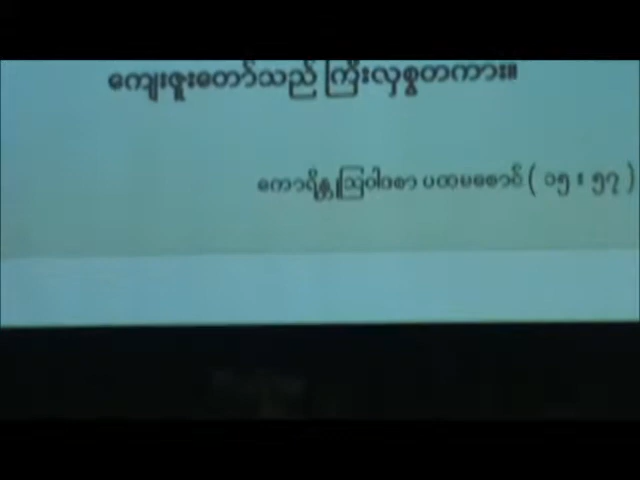 ကျေးဇူးတော်သည် ကြီးလှစွတကား။
ကောရိန္တုဩဝါဒစာ ပထမစောင် ( ၁၅ : ၅၇ )